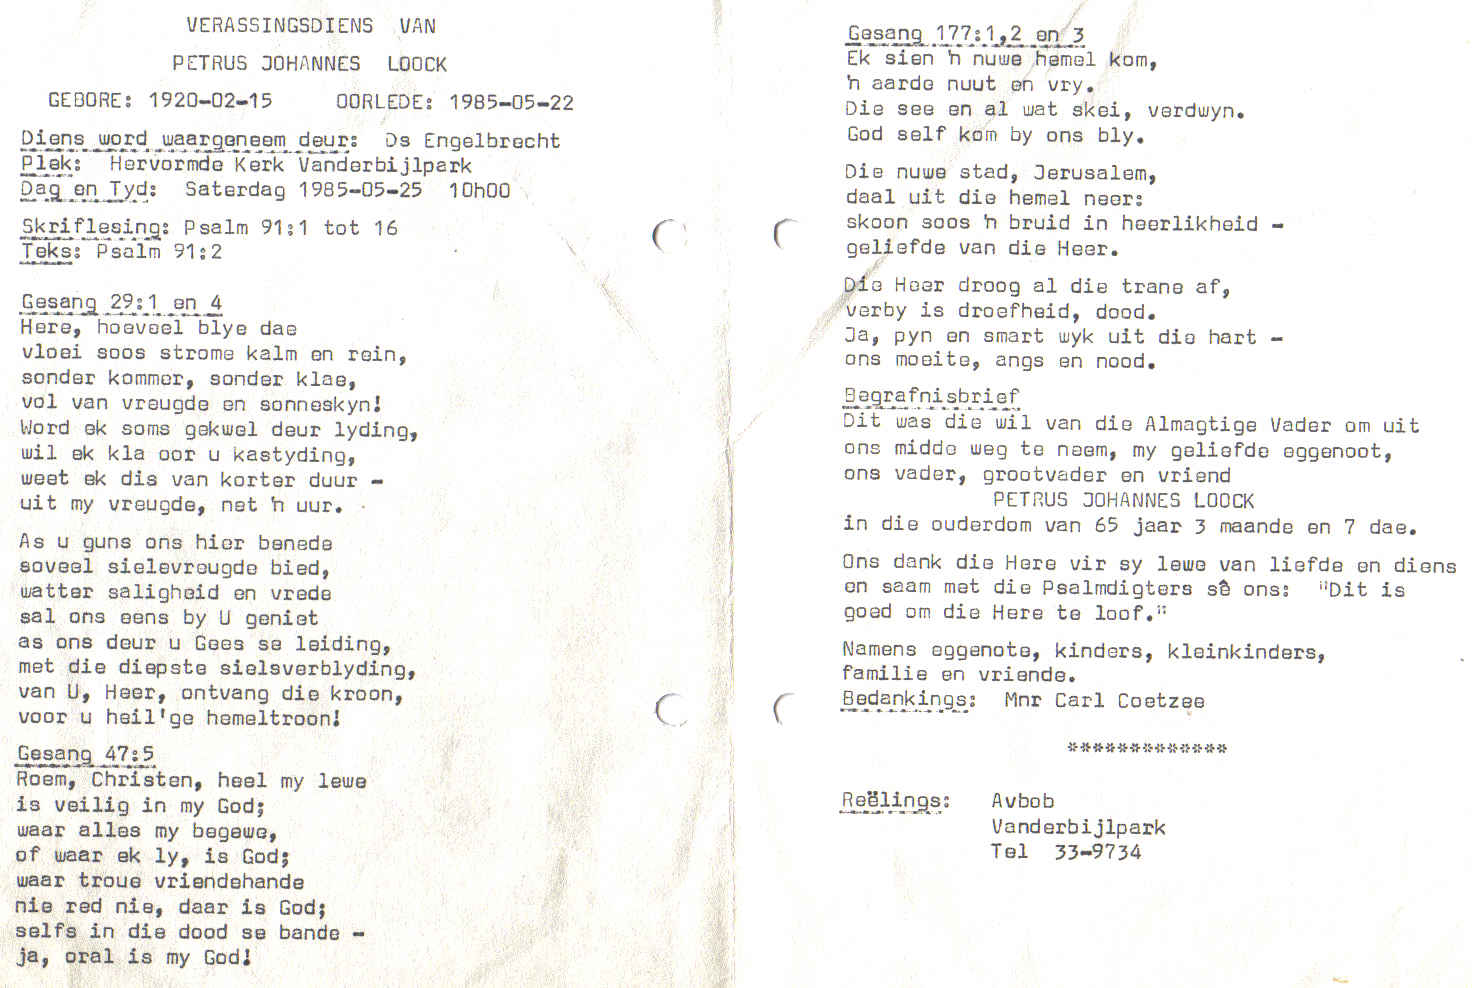 VERASSINGSDIENS VAN
PETRUS JOHANNES LOOCK
GEBORE: 1920-02-15 OORLEDE: 1985-05-22
Diens word waargeneem deur: Ds Engelbrecht
Plek: Hervormde Kerk Vanderbijlpark
Dag en Tyd: Saterdag 1985-05-25 10h00
Skriflesing: Psalm 91:1 tot 16
Teks: Psalm 91:2
Gesang 29:1 en 4
Here, hoeveel blye dae
vloei soos strome kalm en rein,
sonder kommer, sonder klae,
vol van vreugde en sonneskyn!
Word ek soms gekwel deur lyding,
wil ek kla oor u kastyding,
weet ek dis van korter duur -
uit my vreugde, net 'n uur.
As u guns ons hier benede
soveel sielevreugde bied,
watter saligheid en vrede
sal ons eens by U geniet
as ons deur u Gees se leiding,
met die diepste sielsverblyding,
van U, Heer, ontvang die kroon,
voor u heil'ge hemeltroon!
Gesang 47:5
Roem, Christen, heel my lewe
is veilig in my God;
waar alles my begewe,
of waar ek ly, is God;
waar troue vriendehande
nie red nie, daar is God;
selfs in die dood se bande -
ja, oral is my God!
Gesang 177:1,2 en 3
Ek sien 'n nuwe hemel kom,
'n aarde nuut en vry.
Die see en al wat skei, verdwyn.
God self kom by ons bly.
Die nuwe stad, Jerusalem,
daal uit die hemel neer:
skoon soos 'n bruid in heerlikheid -
geliefde van die Heer.
Die Heer droog al die trane af,
verby is droefheid, dood.
Ja, pyn en smart wyk uit die hart -
ons moeite, angs en nood.
Begrafnisbrief
Dit was die wil van die Almagtige Vader om uit
ons midde weg te neem, my geliefde eggenoot,
ons vader, grootvader en vriend
PETRUS JOHANNES LOOCK
in die ouderdom van 65 jaar 3 maande en 7 dae.
Ons dank die Here vir sy lewe van liefde en diens
en saam met die Psalmdigters sê ons: "Dit is
goed om die Here te loof."
Namens eggenote, kinders, kleinkinders,
familie en vriende.
Bedankings: Mnr Carl Coetzee
*************
Reëlings: Avbob
Vanderbijlpark
Tel 33-9734